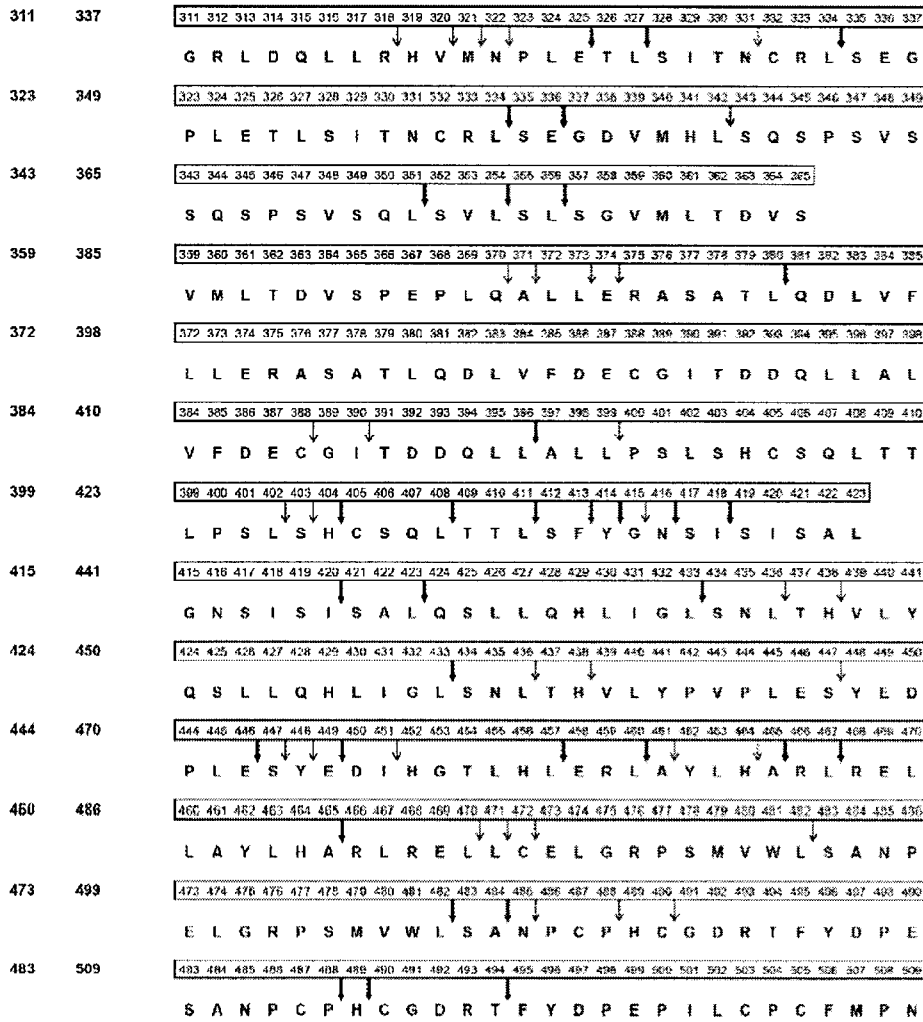 311 337 311 312 313 314 315 316 317 318 319 320 321 322 323 324 325 326 327 328 329 330 331 332 333 334 335 336 337
G R L D Q L L R H V M N P L E T L S I T N C R L S E G
323 349 323 324 325 326 327 328 329 330 331 332 333 334 335 336 337 338 339 340 341 342 343 344 345 346 347 348 349
P L E T L S I T N C R L S E G D V M H L S Q S P S V S
343 365 343 344 345 346 347 348 349 350 351 352 353 354 355 356 357 358 359 360 361 362 363 364 365
S Q S P S V S Q L S V L S L S G V M L T D V S
359 385 359 360 361 362 363 364 365 366 367 368 369 370 371 372 373 374 375 376 377 378 379 380 381 382 383 384 385
V M L T D V S P E P L Q A L L E R A S A T L Q D L V F
372 398 372 373 374 375 376 377 378 379 380 381 382 383 384 385 386 387 388 389 390 391 392 393 394 395 396 397 398
L L E R A S A T L Q D L V F D E C G I T D D Q L L A L
384 410 384 385 386 387 388 389 390 391 392 393 394 395 396 397 398 399 400 401 402 403 404 405 406 407 408 409 410
V F D E C G I T D D Q L L A L L P S L S H C S Q L T T
399 423 399 400 401 402 403 404 405 406 407 408 409 410 411 412 413 414 415 416 417 418 419 420 421 422 423
L P S L S H C S Q L T T L S F Y G N S I S I S A L
415 441 415 416 417 418 419 420 421 422 423 424 425 426 427 428 429 430 431 432 433 434 435 436 437 438 439 440 441
G N S I S I S A L Q S L L Q H L I G L S N L T H V L Y
424 450 424 425 426 427 428 429 430 431 432 433 434 435 436 437 438 439 440 441 442 443 444 445 446 447 448 449 450
Q S L L Q H L I G L S N L T H V L Y P V P L E S Y E D
444 470 444 445 446 447 448 449 450 451 452 453 454 455 456 457 458 459 460 461 462 463 464 465 466 467 468 469 470
P L E S Y E D I H G T L H L E R L A Y L H A R L R E L
460 486 460 461 462 463 464 465 466 467 468 469 470 471 472 473 474 475 476 477 478 479 480 481 482 483 484 485 486
L A Y L H A R L R E L L C E L G R P S M V W L S A N P
473 499 473 474 475 476 477 478 479 480 481 482 483 484 485 486 487 488 489 490 491 492 493 494 495 496 497 498 499
E L G R P S M V W L S A N P C P H C G D R T F Y D P E
483 509 483 484 485 486 487 488 489 490 491 492 493 494 495 496 497 498 499 500 501 502 503 504 505 506 507 508 509
S A N P C P H C G D R T F Y D P E P I L C P C F M P N